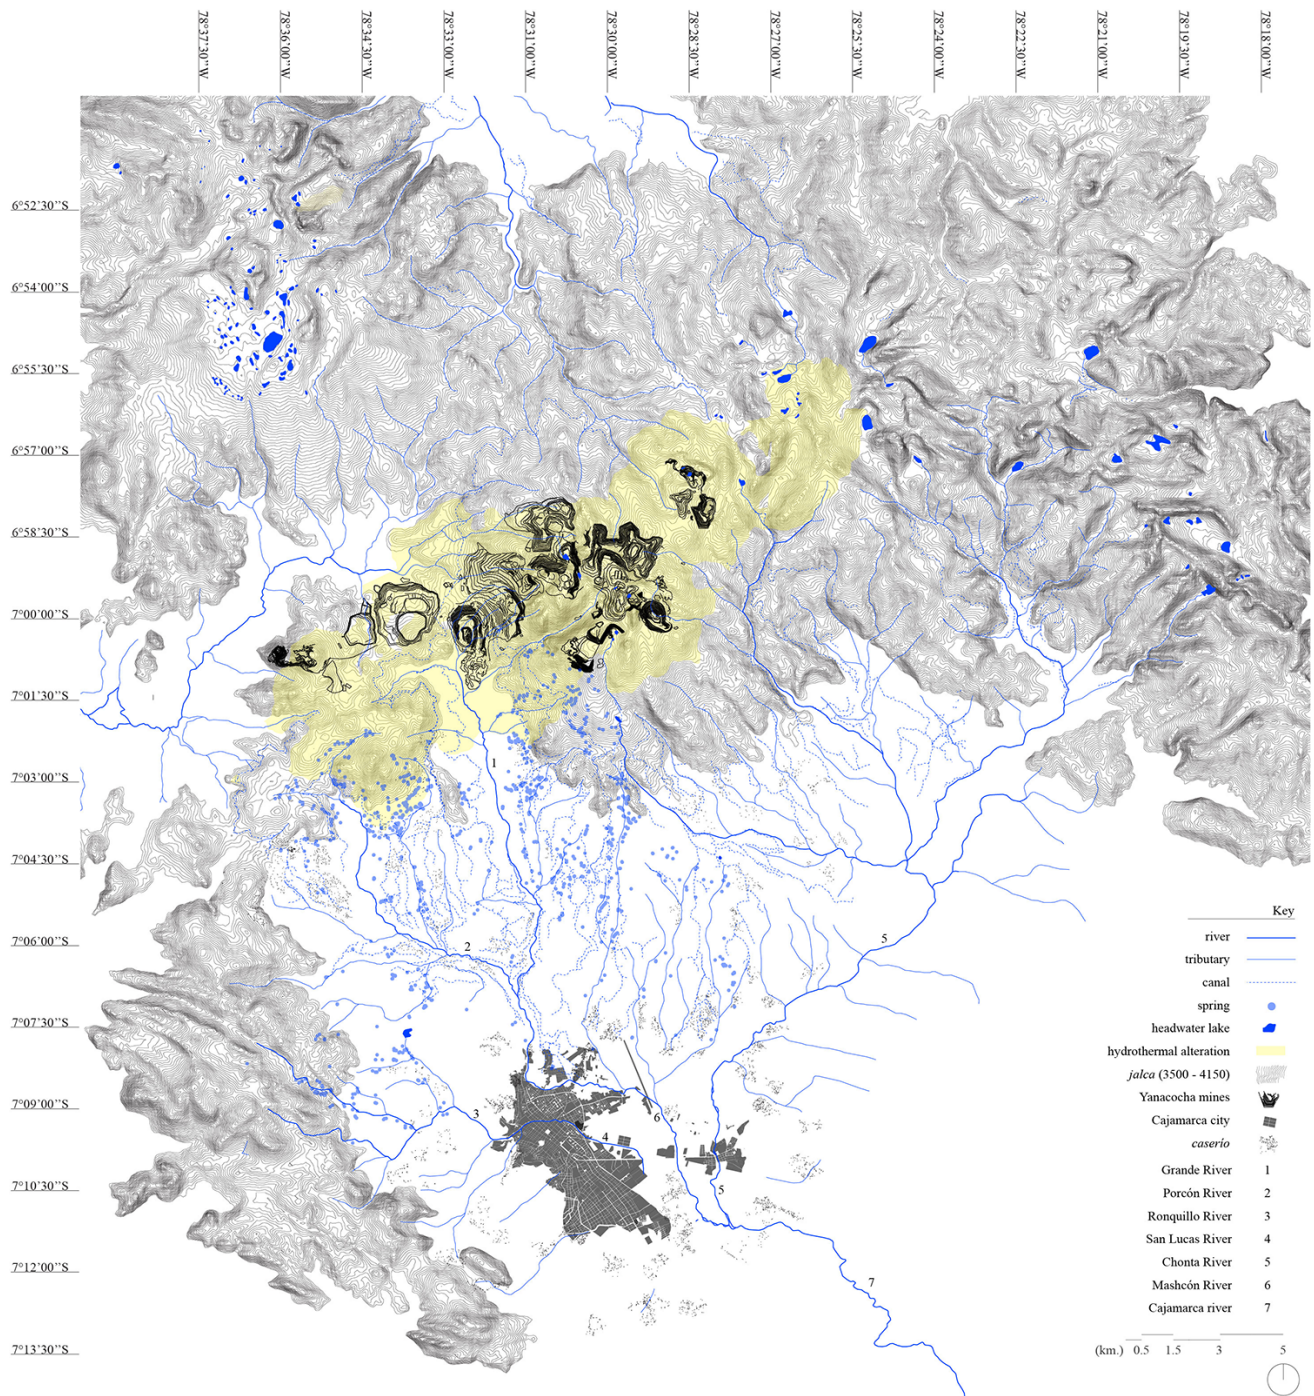 78°37'30''W
78°36'00''W
78°34'30''W
78°33'00''W
78°31'00''W
78°30'00''W
78°28'30''W
78°27'00''W
78°25'30''W
78°24'00''W
78°22'30''W
78°21'00''W
78°19'30''W
78°18'00''W
6°52'30''S
6°54'00''S
6°55'30''S
6°57'00''S
6°58'30''S
7°00'00''S
7°01'30''S
7°03'00''S
1
7°04'30''S
7°06'00''S
2
5
7°07'30''S
7°09'00''S
3
4
6
7°10'30''S
5
7°12'00''S
7
7°13'30''S
Key
river
tributary
canal
spring
headwater lake
hydrothermal alteration
jalca (3500 - 4150)
Yanacocha mines
Cajamarca city
caserío
Grande River 1
Porcón River 2
Ronquillo River 3
San Lucas River 4
Chonta River 5
Mashcón River 6
Cajamarca river 7
(km.) 0.5 1.5 3 5